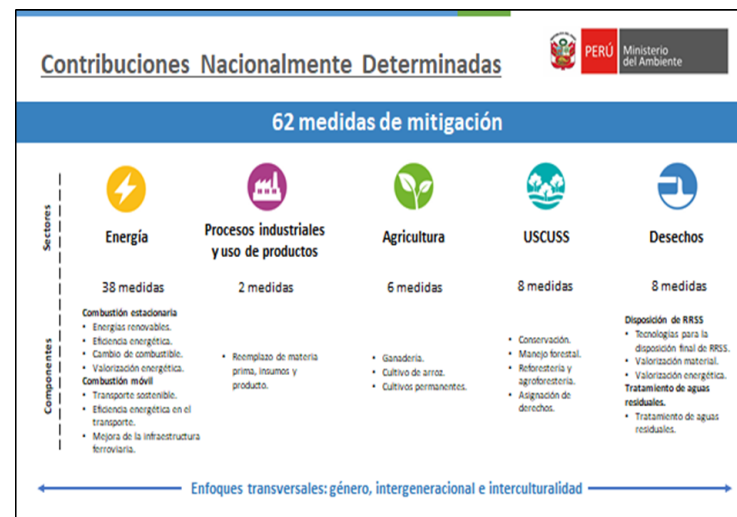 Contribuciones Nacionalmente Determinadas
PERÚ
Ministerio
del Ambiente
62 medidas de mitigación
Sectores
Energía
Procesos industriales
y uso de productos
Agricultura
USCUSS
Desechos
Componentes
38 medidas
Combustión estacionaria
• Energías renovables.
• Eficiencia energética.
• Cambio de combustible.
• Valorización energética.
Combustión móvil
• Transporte sostenible.
• Eficiencia energética en el
transporte.
• Mejora de la infraestructura
ferroviaria.
2 medidas
• Reemplazo de materia
prima, insumos y
producto.
6 medidas
• Ganadería.
• Cultivo de arroz.
• Cultivos permanentes.
8 medidas
• Conservación.
• Manejo forestal.
• Reforestería y
agroforestería.
• Asignación de
derechos.
8 medidas
Disposición de RRSS
• Tecnologías para la
disposición final de RRSS.
• Valorización material.
• Valorización energética.
Tratamiento de aguas
residuales.
• Tratamiento de aguas
residuales.
Enfoques transversales: género, intergeneracional e interculturalidad